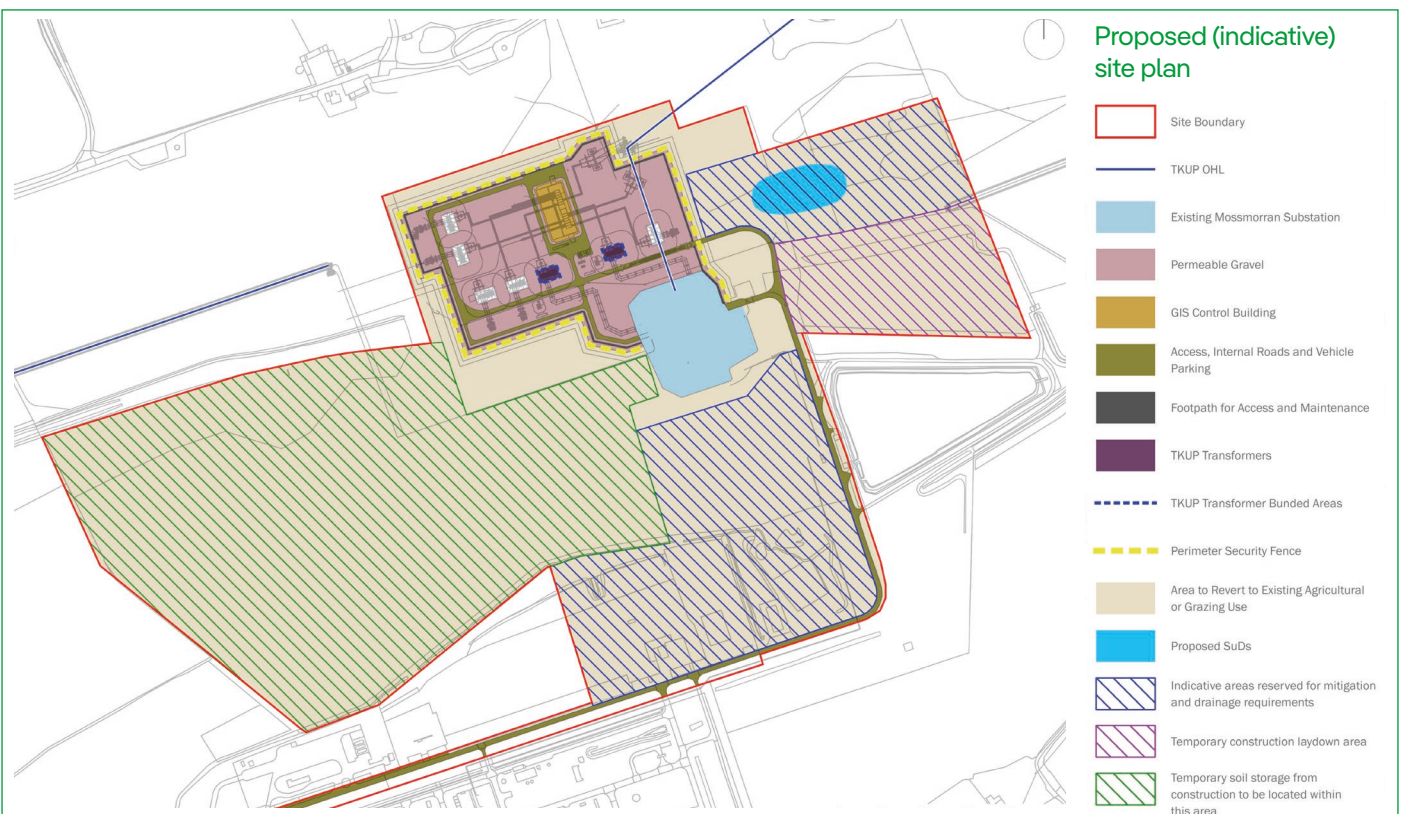 Proposed (indicative)
site plan
Site Boundary
TKUP OHL
Existing Mossmorran Substation
Permeable Gravel
GIS Control Building
Access, Internal Roads and Vehicle
Parking
Footpath for Access and Maintenance
TKUP Transformers
TKUP Transformer Bunded Areas
Perimeter Security Fence
Area to Revert to Existing Agricultural
or Grazing Use
Proposed SuDs
Indicative areas reserved for mitigation
and drainage requirements
Temporary construction laydown area
Temporary soil storage from
construction to be located within
this area